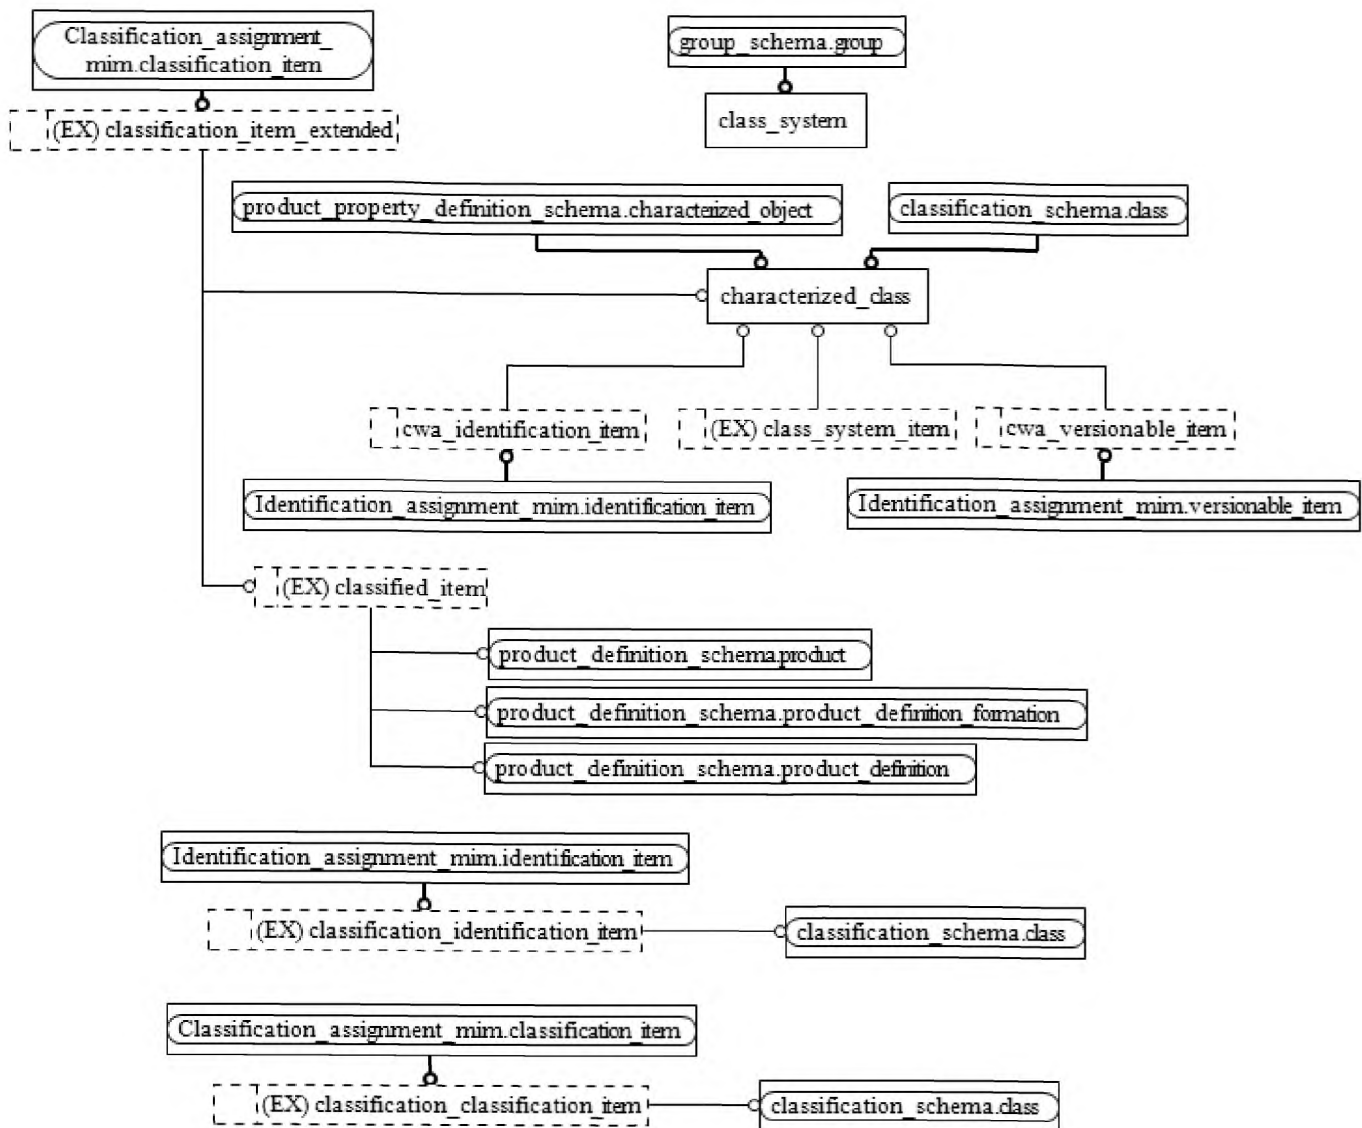 Classification_assignment_
mim.classification_item
group_schema.group
(EX) classification_item_extended
class_system
product_property_definition_schema.characterized_object
classification_schema.class
characterized_class
cwa_identification_item
(EX) class_system_item
cwa_versionable_item
Identification_assignment_mim.identification_item
Identification_assignment_mim.versionable_item
(EX) classified_item
product_definition_schema.product
product_definition_schema.product_definition_formation
product_definition_schema.product_definition
Identification_assignment_mim.identification_item
(EX) classification_identification_item
classification_schema.class
Classification_assignment_mim.classification_item
(EX) classification_classification_item
classification_schema.class